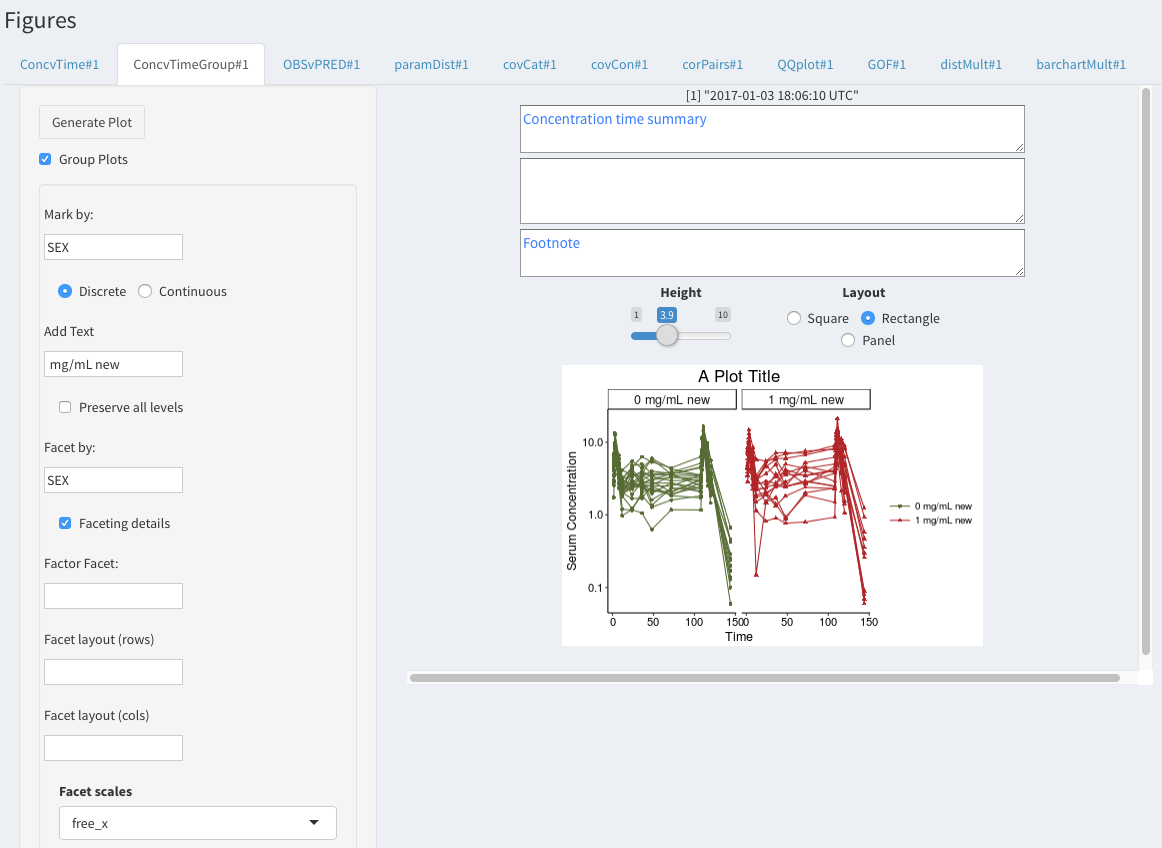 Figures
ConcvTime#1 ConcvTimeGroup#1 OBSvPRED#1 paramDist#1 covCat#1 covCon#1 corPairs#1 QQplot#1 GOF#1 distMult#1 barchartMult#1
Generate Plot
Group Plots
Mark by:
SEX
Discrete Continuous
Add Text
mg/mL new
Preserve all levels
Facet by:
SEX
Faceting details
Factor Facet:
Facet layout (rows)
Facet layout (cols)
Facet scales
free_x
[1] "2017-01-03 18:06:10 UTC"
Concentration time summary
Footnote
Height
1 3.9 10
Layout
Square Rectangle
Panel
A Plot Title
0 mg/mL new 1 mg/mL new
Serum Concentration
10.0
1.0
0.1
0 50 100 150 0 50 100 150
Time
0 mg/mL new
1 mg/mL new